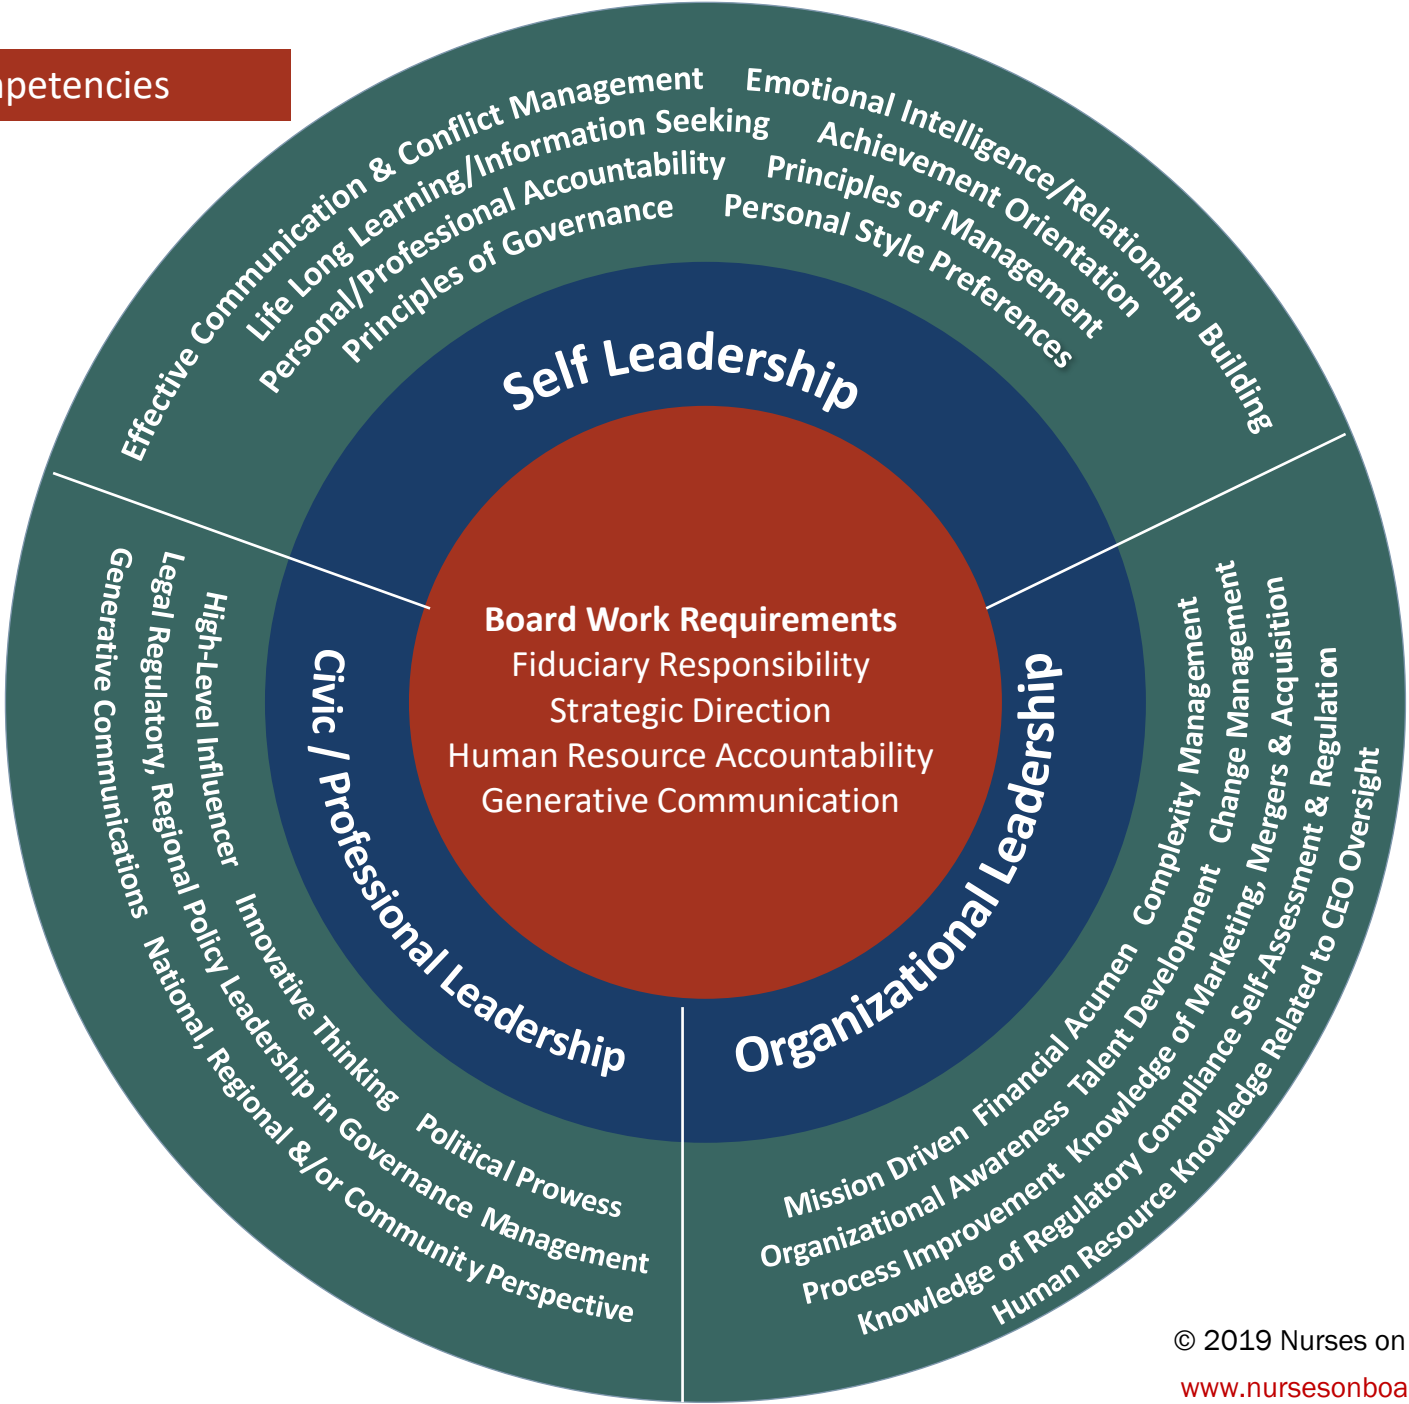 mpetencies
Effective Communication & Conflict Management
Life Long Learning/Information Seeking
Personal/Professional Accountability
Principles of Governance
Emotional Intelligence/Relationship Building
Achievement Orientation
Principles of Management
Personal Style Preferences
Self Leadership
Board Work Requirements
Fiduciary Responsibility
Strategic Direction
Human Resource Accountability
Generative Communication
Civic / Professional Leadership
Organizational Leadership
High-Level Influencer Innovative Thinking Political Prowess
Legal Regulatory, Regional Policy Leadership in Governance Management
Generative Communications National, Regional &/or Community Perspective
Mission Driven Financial Acumen Complexity Management
Organizational Awareness Talent Development Change Management
Process Improvement Knowledge of Marketing, Mergers & Acquisition
Knowledge of Regulatory Compliance Self-Assessment & Regulation
Human Resource Knowledge Related to CEO Oversight
© 2019 Nurses on
www.nursesonboa